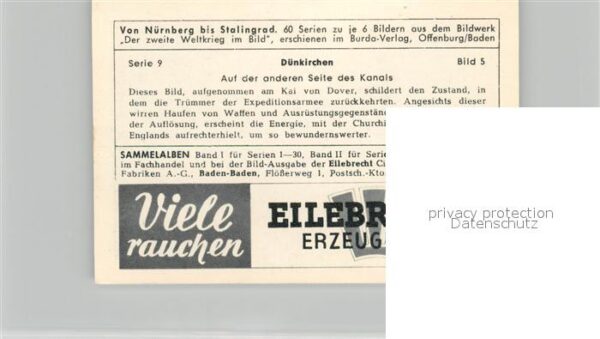 Von Nürnberg bis Stalingrad. 60 Serien zu je 6 Bildern aus dem Bildwerk
„Der zweite Weltkrieg im Bild", erschienen im Burda-Verlag, Offenburg/Baden
Serie 9 Dünkirchen Bild 5
Auf der anderen Seite des Kanals
Dieses Bild, aufgenommen am Kai von Dover, schildert den Zustand, in
dem die Trümmer der Expeditionsarmee zurückkehrten. Angesichts dieser
wirren Haufen von Waffen und Ausrüstungsgegenständ
der Auflösung, erscheint die Energie, mit der Churchi
Englands aufrechterhielt, um so bewundernswerter.
SAMMELALBEN Band I für Serien 1—30, Band II für Serie
im Fachhandel und bei der Bild-Ausgabe der Eilebrecht Ci
Fabriken A.-G., Baden-Baden, Flößerweg 1, Postsch.-Kto
Viele
rauchen
EILEBR
ERZEUG
privacy protection
Datenschutz